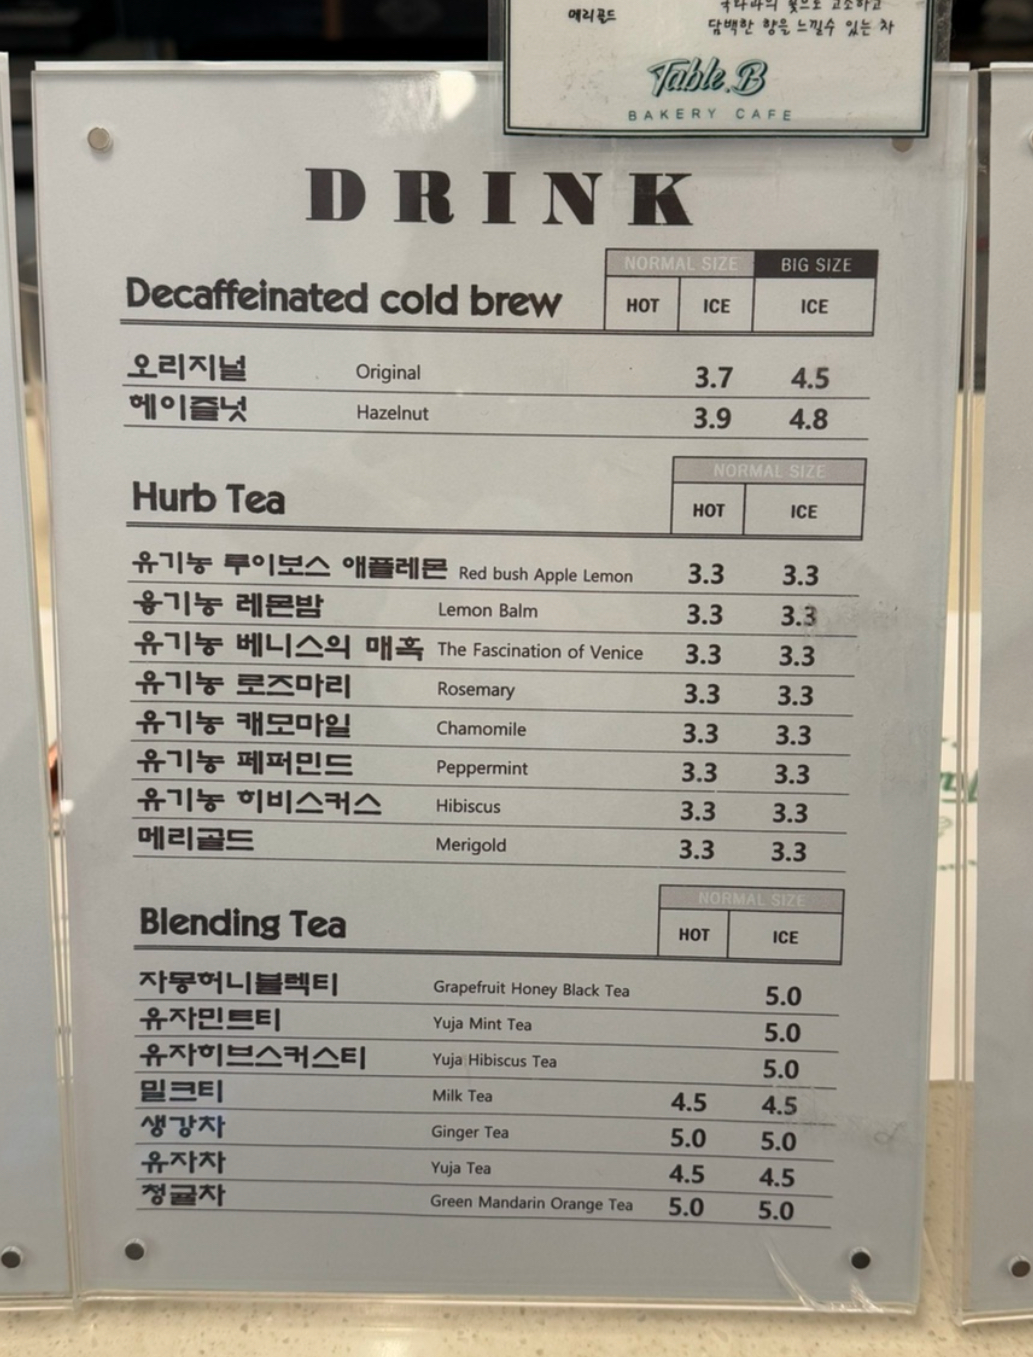 메리골드
담백한 향을 느낄수 있는 차
Table.B
BAKERY CAFE
DRINK
Decaffeinated cold brew NORMAL SIZE BIG SIZE
HOT ICE ICE
오리지널 Original 3.7 4.5
헤이즐넛 Hazelnut 3.9 4.8
Hurb Tea NORMAL SIZE
HOT ICE
유기농 루이보스 애플레몬 Red bush Apple Lemon 3.3 3.3
유기농 레몬밤 Lemon Balm 3.3 3.3
유기농 베니스의 매혹 The Fascination of Venice 3.3 3.3
유기농 로즈마리 Rosemary 3.3 3.3
유기농 캐모마일 Chamomile 3.3 3.3
유기농 페퍼민트 Peppermint 3.3 3.3
유기농 히비스커스 Hibiscus 3.3 3.3
메리골드 Merigold 3.3 3.3
Blending Tea NORMAL SIZE
HOT ICE
자몽허니블랙티 Grapefruit Honey Black Tea 5.0
유자민트티 Yuja Mint Tea 5.0
유자히브스커스티 Yuja Hibiscus Tea 5.0
밀크티 Milk Tea 4.5 4.5
생강차 Ginger Tea 5.0 5.0
유자차 Yuja Tea 4.5 4.5
청귤차 Green Mandarin Orange Tea 5.0 5.0